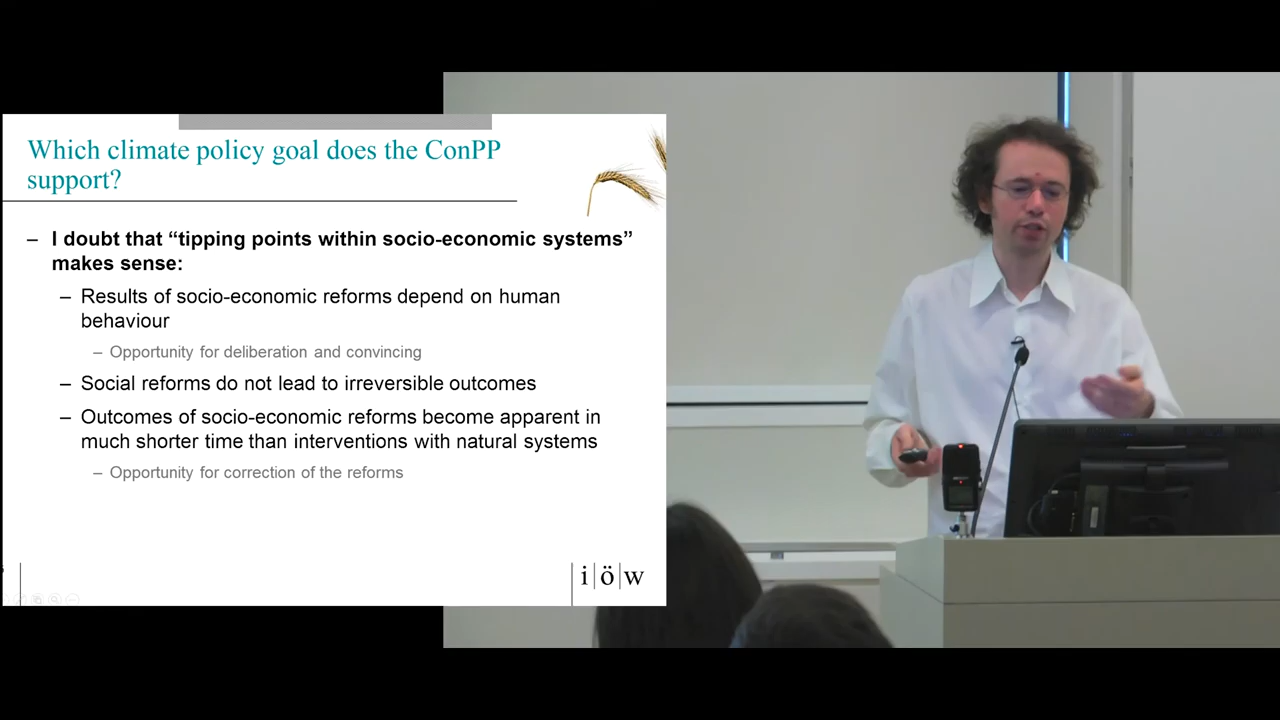 Which climate policy goal does the ConPP
support?
– I doubt that “tipping points within socio-economic systems”
makes sense:
– Results of socio-economic reforms depend on human
behaviour
– Opportunity for deliberation and convincing
– Social reforms do not lead to irreversible outcomes
– Outcomes of socio-economic reforms become apparent in
much shorter time than interventions with natural systems
– Opportunity for correction of the reforms
i|ö|w